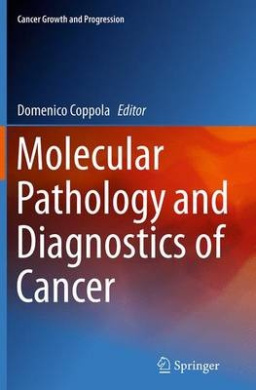 Cancer Growth and Progression
Domenico Coppola Editor
Molecular
Pathology and
Diagnostics of
Cancer
Springer